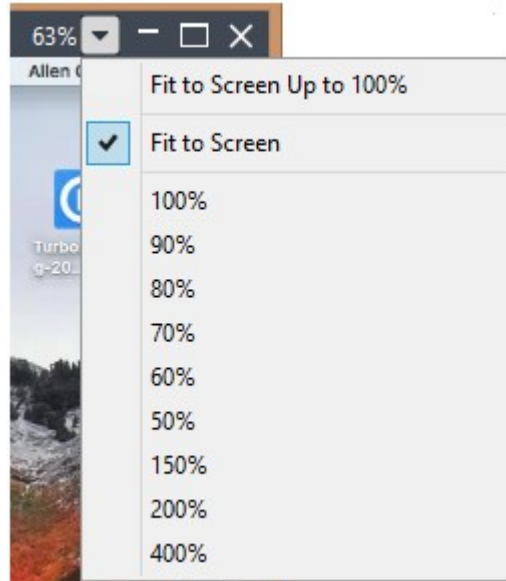 63%
Allen
Fit to Screen Up to 100%
Fit to Screen
100%
90%
Turbo
80%
g-20...
70%
60%
50%
150%
200%
400%